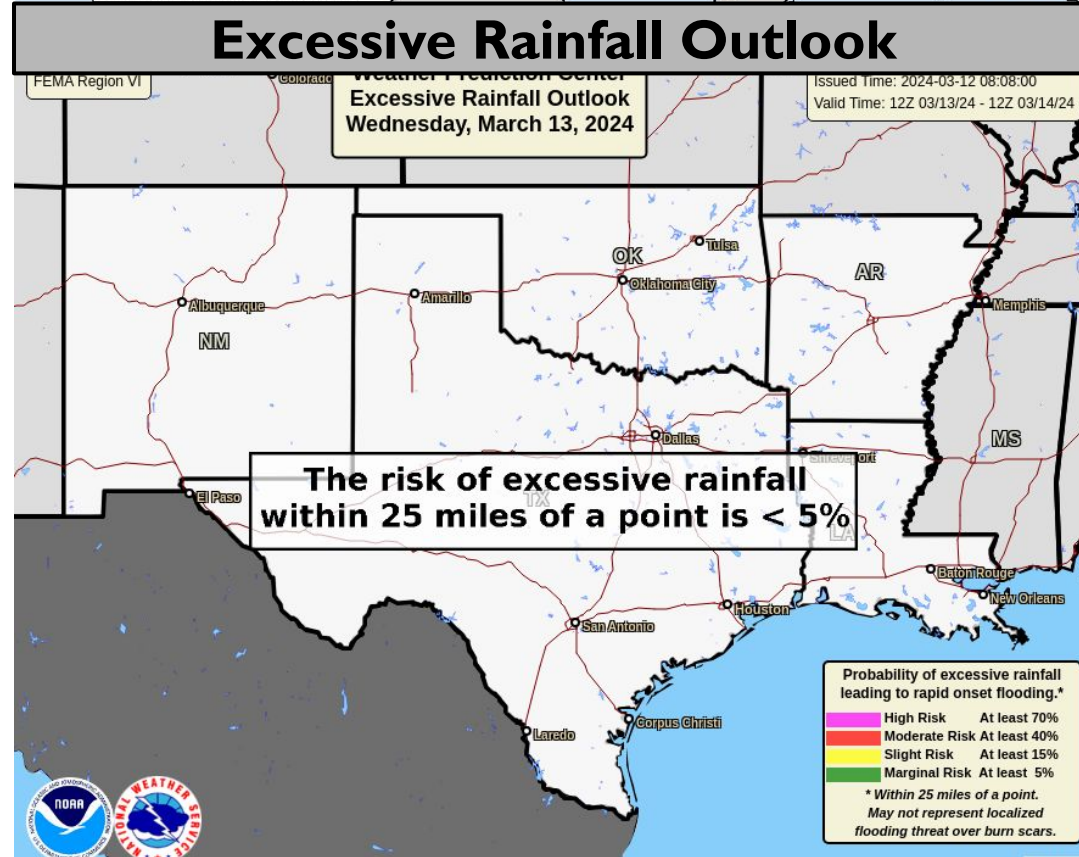 Excessive Rainfall Outlook
FEMA Region VI
Colorado
Weather Prediction Center
Excessive Rainfall Outlook
Wednesday, March 13, 2024
Issued Time: 2024-03-12 08:08:00
Valid Time: 12Z 03/13/24 - 12Z 03/14/24
Tulsa
OK
Oklahoma City
AR
Amarillo
Albuquerque
Memphis
NM
Dallas
MS
Shreveport
The risk of excessive rainfall
within 25 miles of a point is < 5%
El Paso
TX
LA
Baton Rouge
New Orleans
Houston
San Antonio
Corpus Christi
Laredo
Probability of excessive rainfall
leading to rapid onset flooding.*
High Risk At least 70%
Moderate Risk At least 40%
Slight Risk At least 15%
Marginal Risk At least 5%
* Within 25 miles of a point.
May not represent localized
flooding threat over burn scars.
NOAA
NATIONAL WEATHER SERVICE